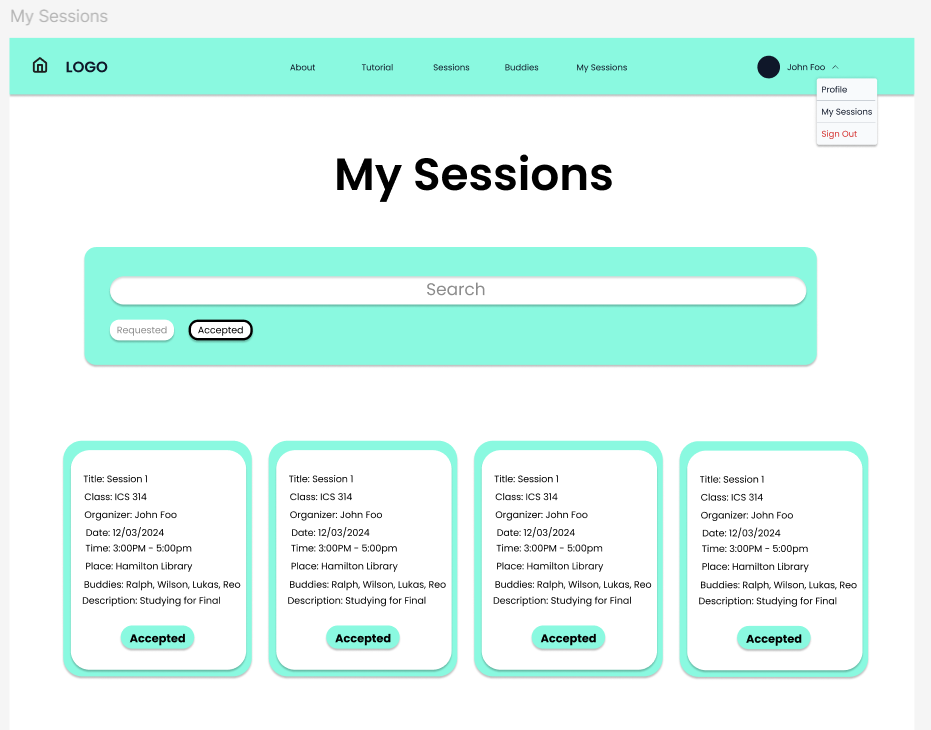 My Sessions
LOGO
About
Tutorial
Sessions
Buddies
My Sessions
John Foo
Profile
My Sessions
Sign Out
My Sessions
Search
Requested
Accepted
Title: Session 1
Class: ICS 314
Organizer: John Foo
Date: 12/03/2024
Time: 3:00PM - 5:00pm
Place: Hamilton Library
Buddies: Ralph, Wilson, Lukas, Reo
Description: Studying for Final
Accepted
Title: Session 1
Class: ICS 314
Organizer: John Foo
Date: 12/03/2024
Time: 3:00PM - 5:00pm
Place: Hamilton Library
Buddies: Ralph, Wilson, Lukas, Reo
Description: Studying for Final
Accepted
Title: Session 1
Class: ICS 314
Organizer: John Foo
Date: 12/03/2024
Time: 3:00PM - 5:00pm
Place: Hamilton Library
Buddies: Ralph, Wilson, Lukas, Reo
Description: Studying for Final
Accepted
Title: Session 1
Class: ICS 314
Organizer: John Foo
Date: 12/03/2024
Time: 3:00PM - 5:00pm
Place: Hamilton Library
Buddies: Ralph, Wilson, Lukas, Reo
Description: Studying for Final
Accepted